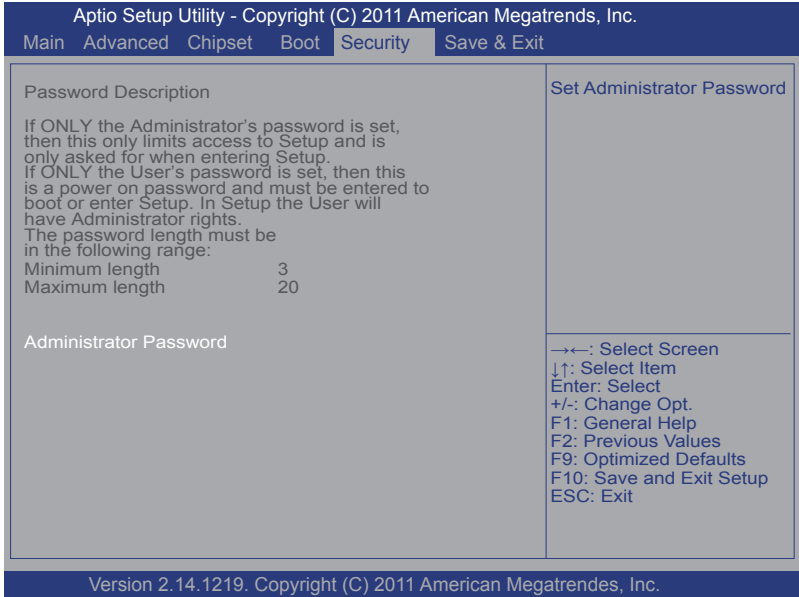 Aptio Setup Utility - Copyright (C) 2011 American Megatrends, Inc.
Main Advanced Chipset Boot Security Save & Exit
Password Description
If ONLY the Administrator's password is set,
then this only limits access to Setup and is
only asked for when entering Setup.
If ONLY the User's password is set, then this
is a power on password and must be entered to
boot or enter Setup. In Setup the User will
have Administrator rights.
The password length must be
in the following range:
Minimum length 3
Maximum length 20
Administrator Password
Set Administrator Password
→←: Select Screen
↓↑: Select Item
Enter: Select
+/-: Change Opt.
F1: General Help
F2: Previous Values
F9: Optimized Defaults
F10: Save and Exit Setup
ESC: Exit
Version 2.14.1219. Copyright (C) 2011 American Megatrendes, Inc.